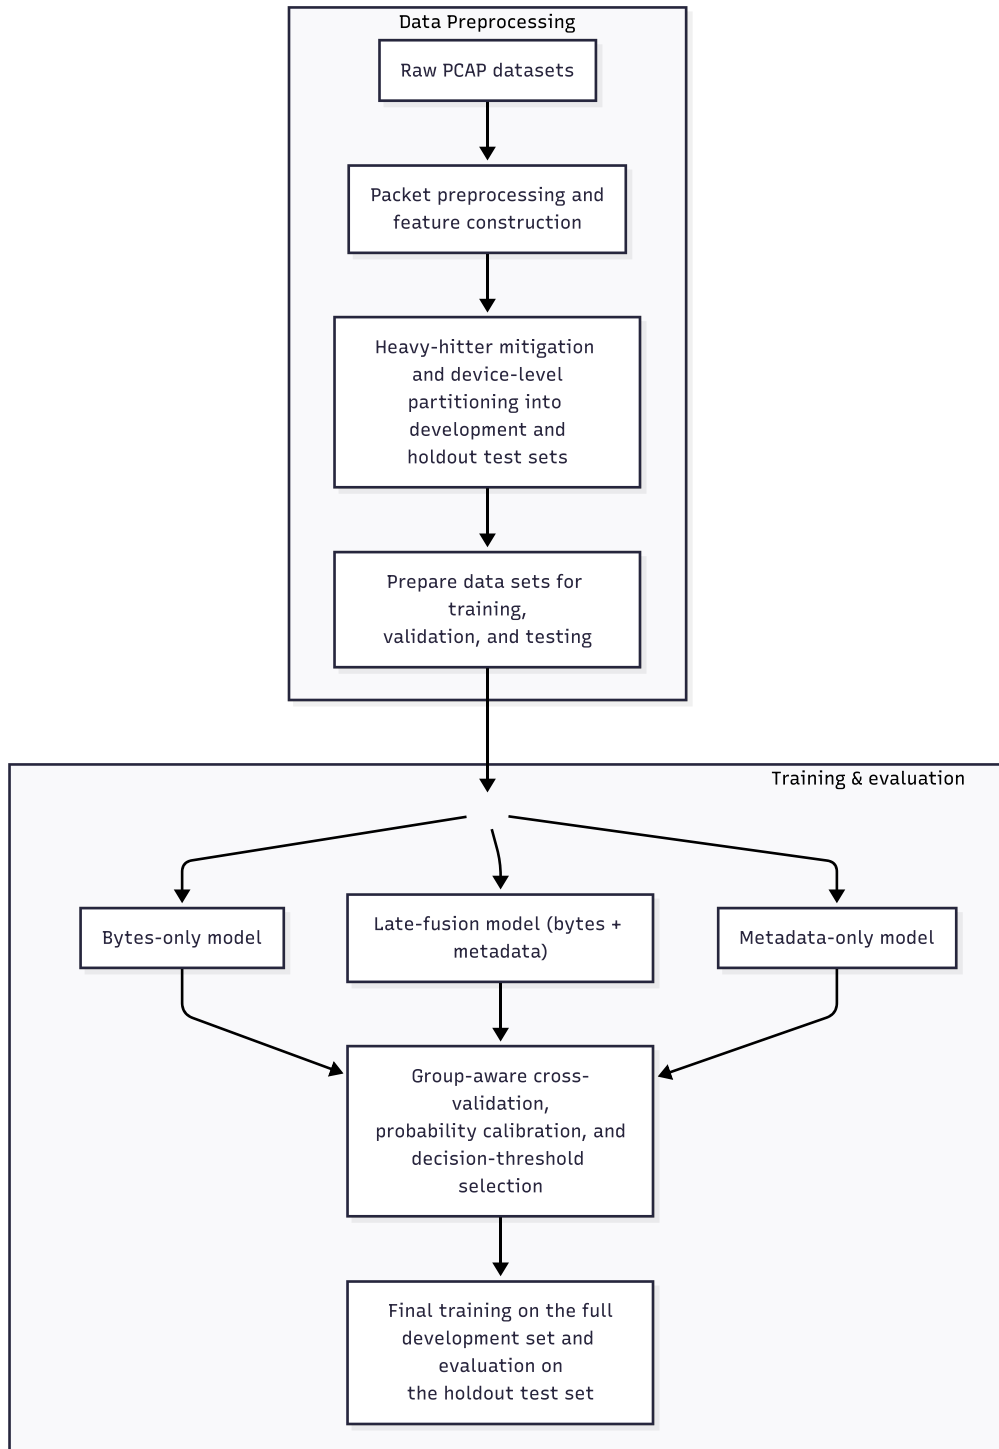 Data Preprocessing
Raw PCAP datasets
Packet preprocessing and
feature construction
Heavy-hitter mitigation
and device-level
partitioning into
development and
holdout test sets
Prepare data sets for
training,
validation, and testing
Training & evaluation
Bytes-only model
Late-fusion model (bytes +
metadata)
Metadata-only model
Group-aware cross-
validation,
probability calibration, and
decision-threshold
selection
Final training on the full
development set and
evaluation on
the holdout test set